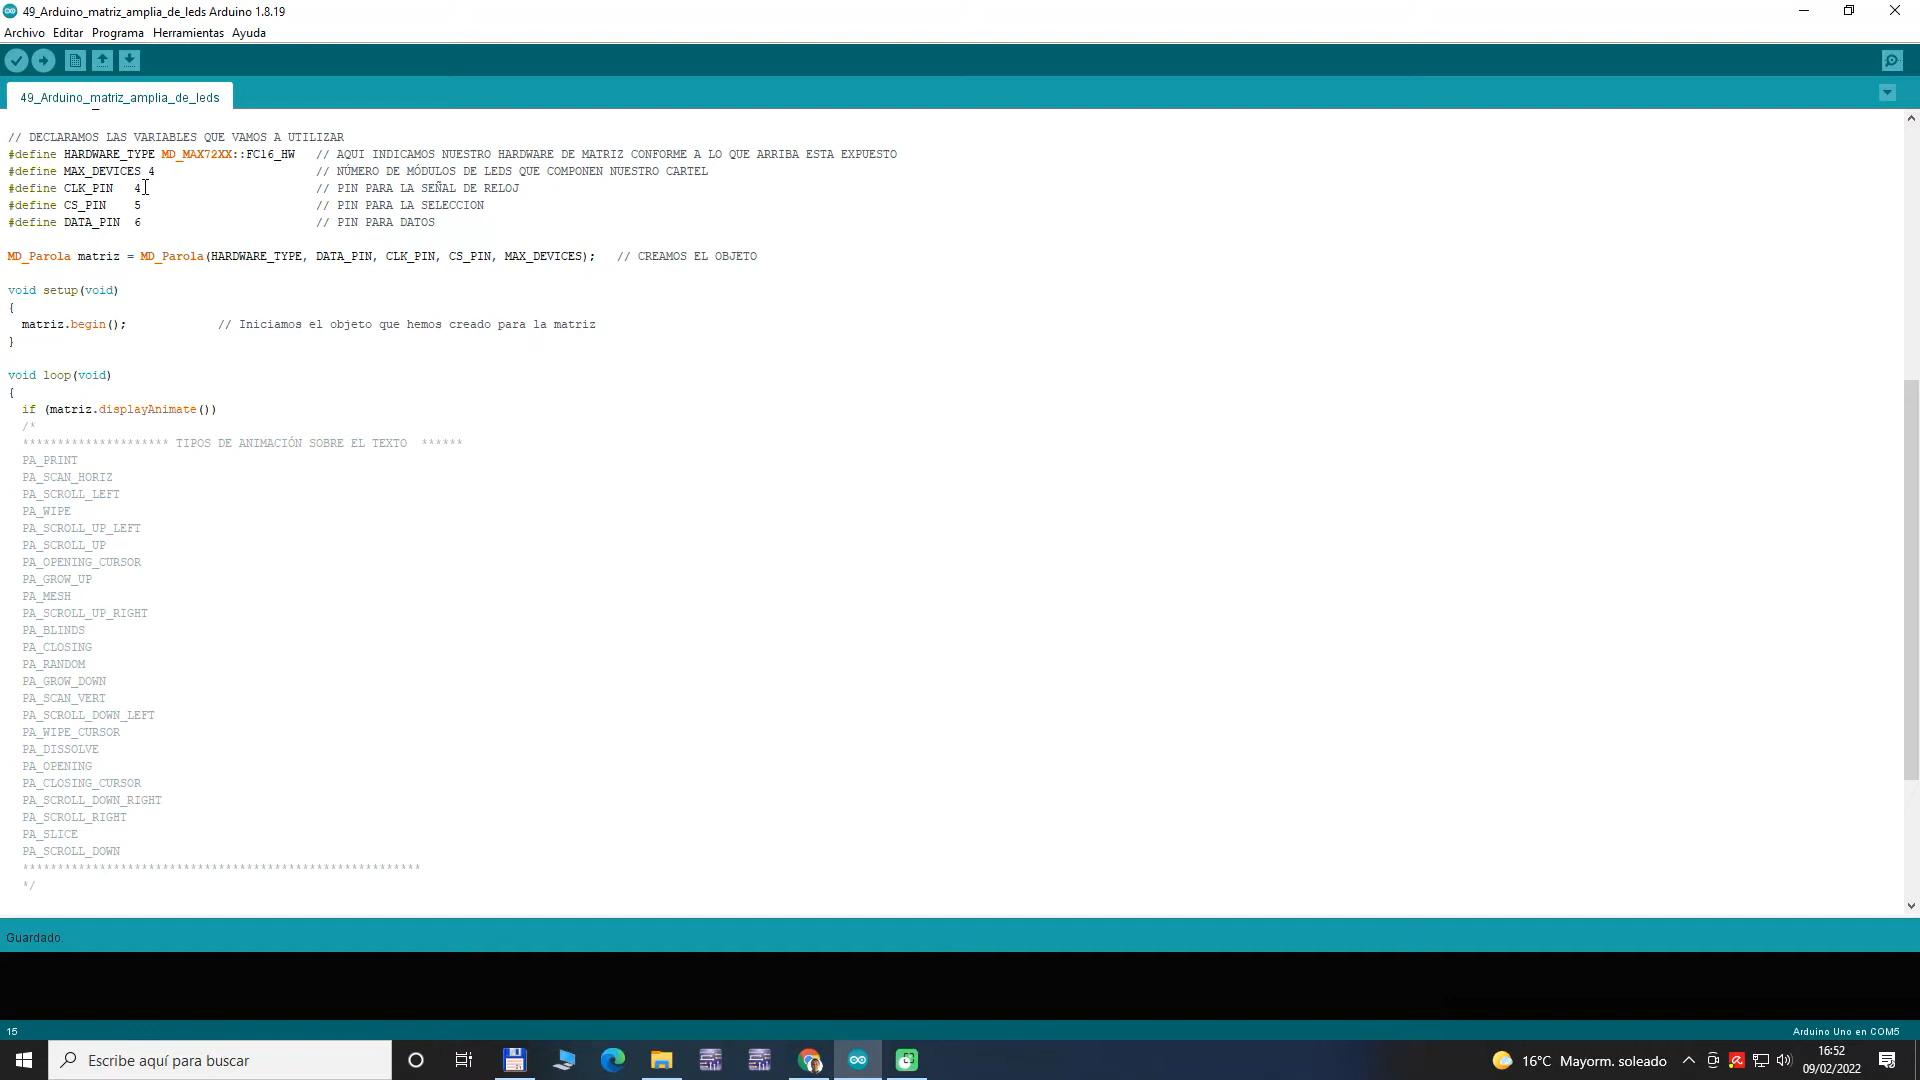 49_Arduino_matriz_amplia_de_leds Arduino 1.8.19
Archivo Editar Programa Herramientas Ayuda
49_Arduino_matriz_amplia_de_leds
// DECLARAMOS LAS VARIABLES QUE VAMOS A UTILIZAR
#define HARDWARE_TYPE MD_MAX72XX::FC16_HW // AQUI INDICAMOS NUESTRO HARDWARE DE MATRIZ CONFORME A LO QUE ARRIBA ESTA EXPUESTO
#define MAX_DEVICES 4 // NÚMERO DE MÓDULOS DE LEDS QUE COMPONEN NUESTRO CARTEL
#define CLK_PIN 4 // PIN PARA LA SEÑAL DE RELOJ
#define CS_PIN 5 // PIN PARA LA SELECCION
#define DATA_PIN 6 // PIN PARA DATOS
MD_Parola matriz = MD_Parola(HARDWARE_TYPE, DATA_PIN, CLK_PIN, CS_PIN, MAX_DEVICES); // CREAMOS EL OBJETO
void setup(void)
{
matriz.begin(); // Iniciamos el objeto que hemos creado para la matriz
}
void loop(void)
{
if (matriz.displayAnimate())
/*
********************* TIPOS DE ANIMACIÓN SOBRE EL TEXTO ******
PA_PRINT
PA_SCAN_HORIZ
PA_SCROLL_LEFT
PA_WIPE
PA_SCROLL_UP_LEFT
PA_SCROLL_UP
PA_OPENING_CURSOR
PA_GROW_UP
PA_MESH
PA_SCROLL_UP_RIGHT
PA_BLINDS
PA_CLOSING
PA_RANDOM
PA_GROW_DOWN
PA_SCAN_VERT
PA_SCROLL_DOWN_LEFT
PA_WIPE_CURSOR
PA_DISSOLVE
PA_OPENING
PA_CLOSING_CURSOR
PA_SCROLL_DOWN_RIGHT
PA_SCROLL_RIGHT
PA_SLICE
PA_SCROLL_DOWN
*********************************************************
*/
Guardado.
15
Arduino Uno en COM5
Escribe aquí para buscar
16°C Mayorm. soleado
16:52
09/02/2022